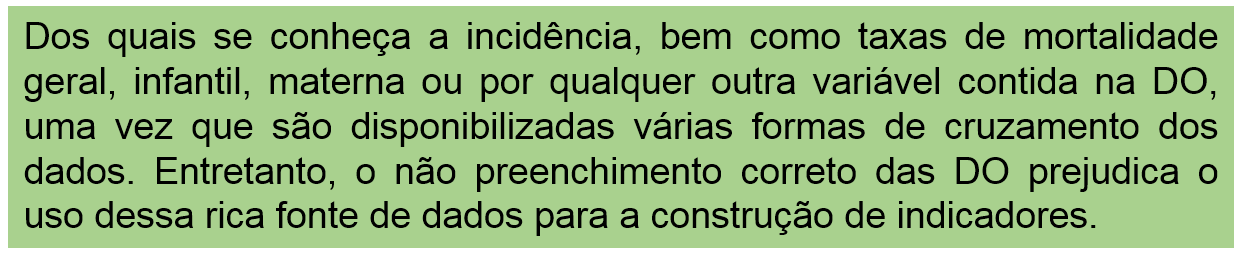 Dos quais se conheça a incidência, bem como taxas de mortalidade
geral, infantil, materna ou por qualquer outra variável contida na DO,
uma vez que são disponibilizadas várias formas de cruzamento dos
dados. Entretanto, o não preenchimento correto das DO prejudica o
uso dessa rica fonte de dados para a construção de indicadores.